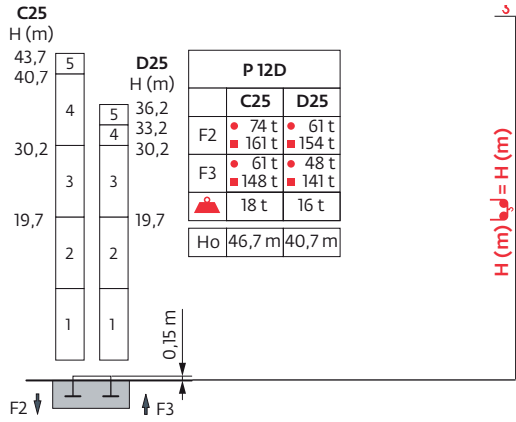 C25
H (m)
43,7
40,7
30,2
19,7
5
4
3
2
1
D25
H (m)
36,2
33,2
30,2
19,7
5
4
3
2
1
P 12D
C25 D25
F2 74 t 61 t
161 t 154 t
F3 61 t 48 t
148 t 141 t
18 t 16 t
Ho 46,7 m 40,7 m
0,15 m
F2
F3
H (m) = H (m)